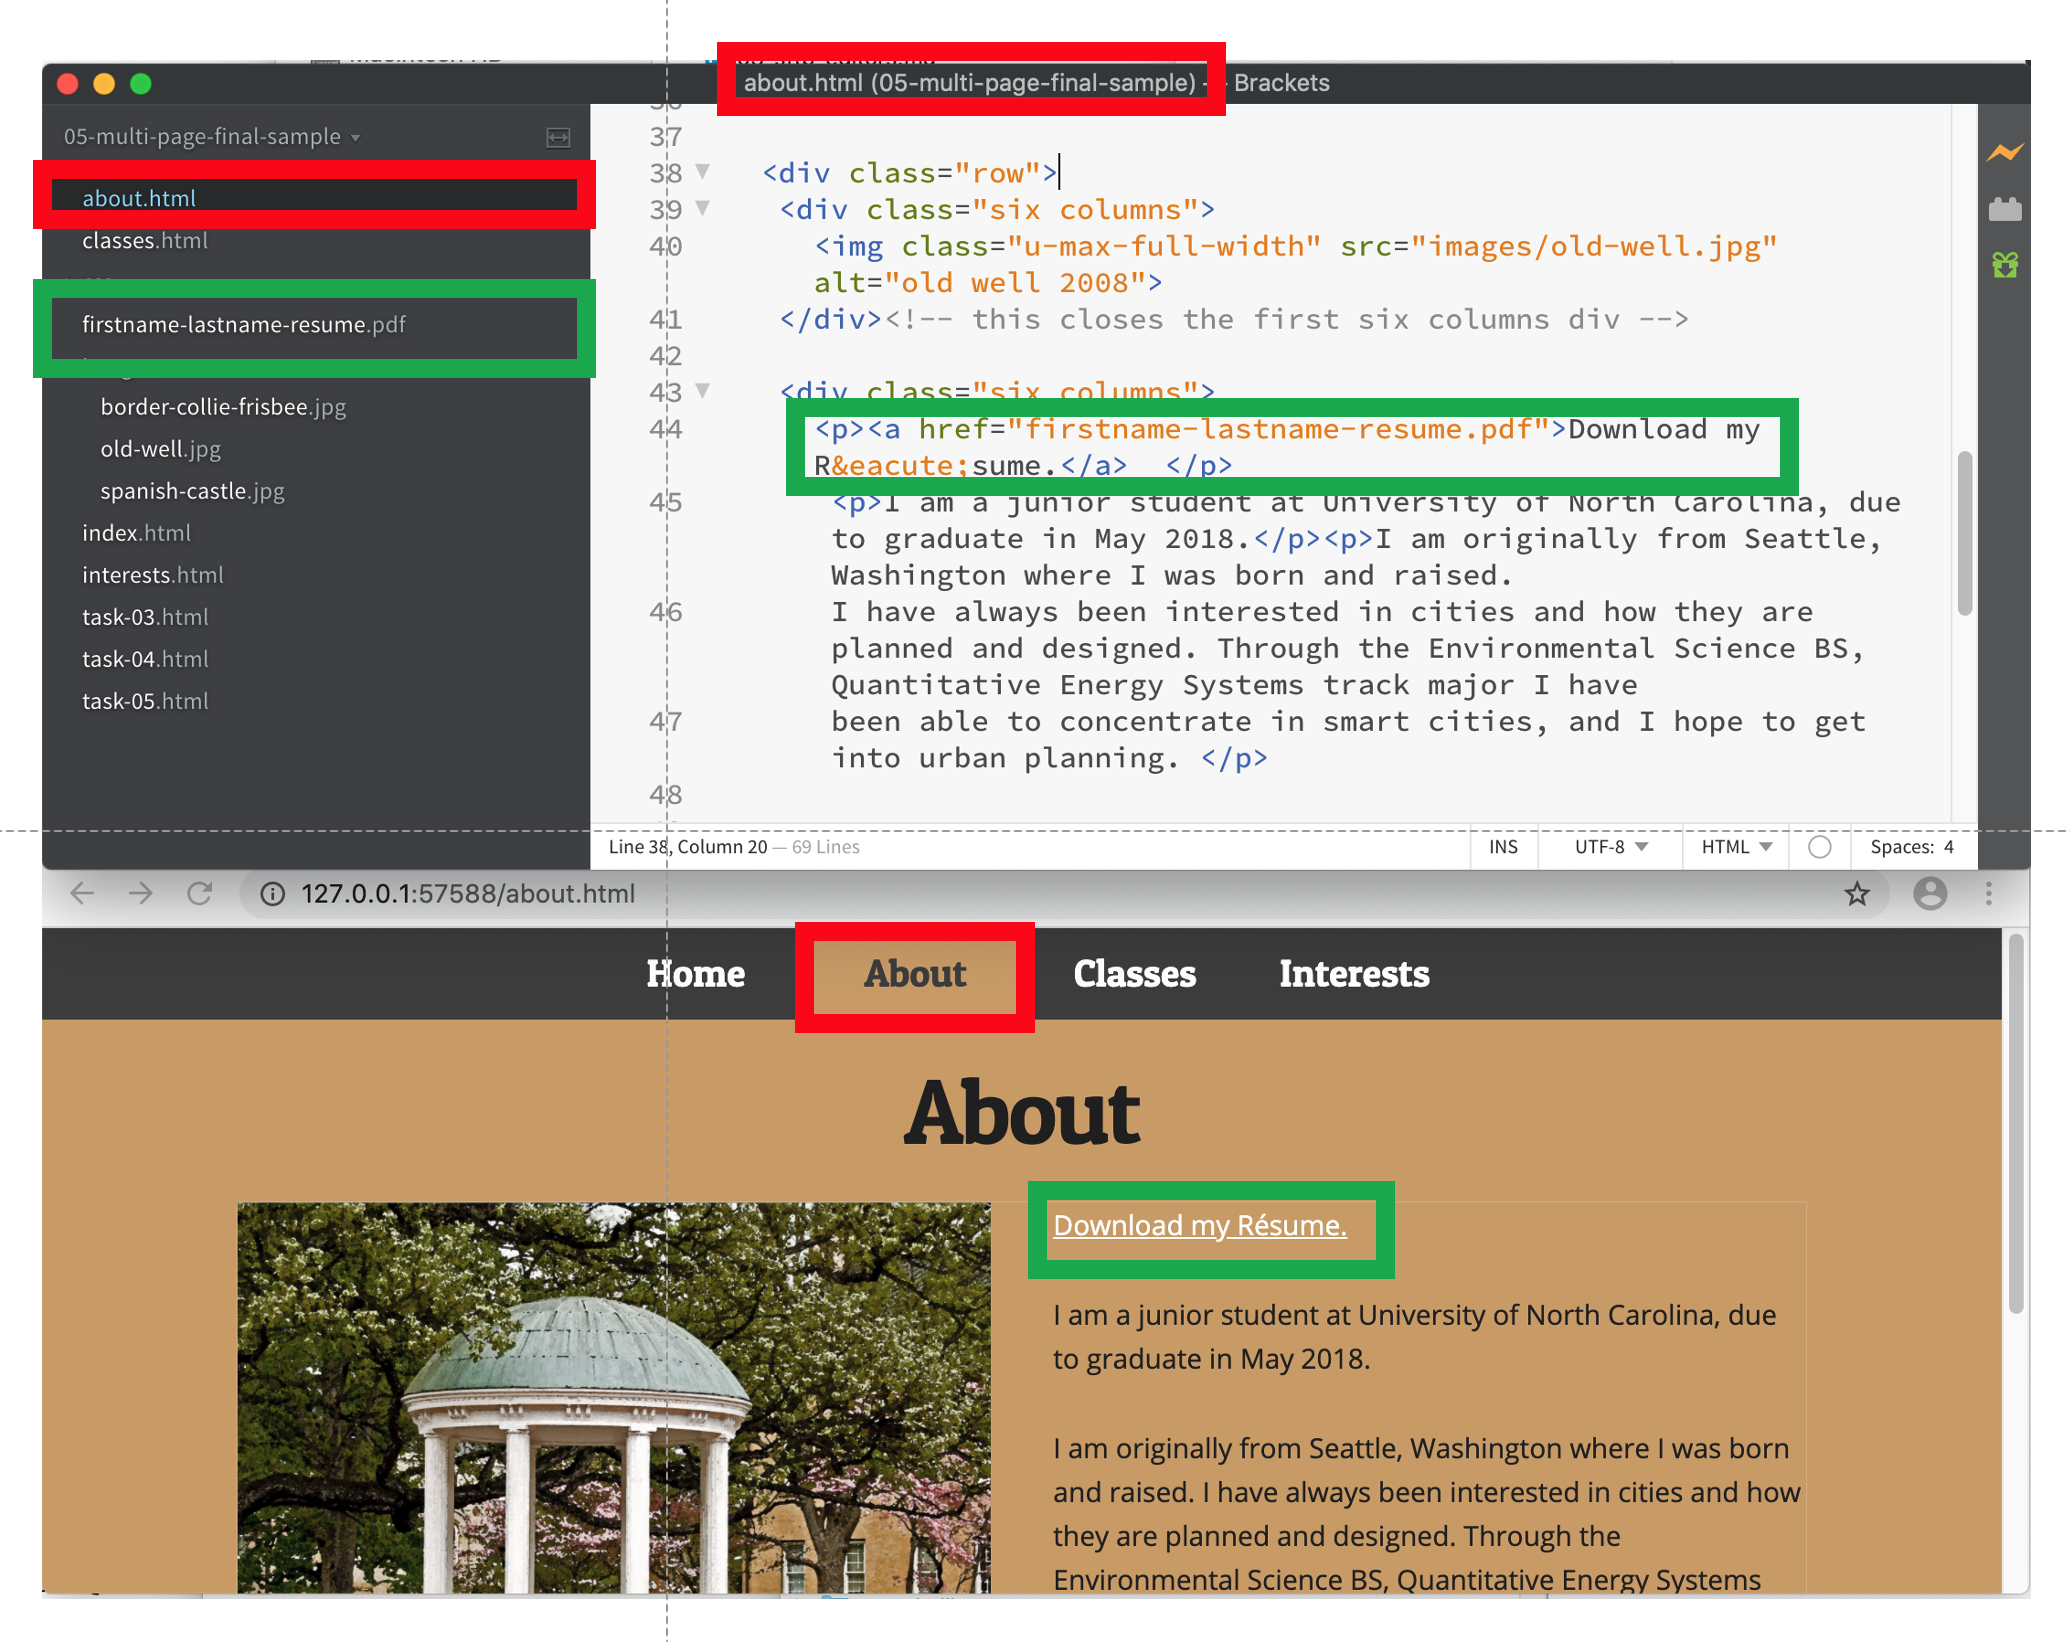 about.html (05-multi-page-final-sample) — Brackets
05-multi-page-final-sample
about.html
classes.html
firstname-lastname-resume.pdf
border-collie-frisbee.jpg
old-well.jpg
spanish-castle.jpg
index.html
interests.html
task-03.html
task-04.html
task-05.html
37
38 <div class="row">
39 <div class="six columns">
40 <img class="u-max-full-width" src="images/old-well.jpg"
alt="old well 2008">
41 </div><!-- this closes the first six columns div -->
42
43 <div class="six columns">
44 <p><a href="firstname-lastname-resume.pdf">Download my
R&eacute;sume.</a> </p>
45 <p>I am a junior student at University of North Carolina, due
to graduate in May 2018.</p><p>I am originally from Seattle,
Washington where I was born and raised.
46 I have always been interested in cities and how they are
planned and designed. Through the Environmental Science BS,
Quantitative Energy Systems track major I have
47 been able to concentrate in smart cities, and I hope to get
into urban planning. </p>
48
Line 38, Column 20 — 69 Lines
INS UTF-8 HTML Spaces: 4
127.0.0.1:57588/about.html
Home About Classes Interests
About
Download my Résume.
I am a junior student at University of North Carolina, due
to graduate in May 2018.
I am originally from Seattle, Washington where I was born
and raised. I have always been interested in cities and how
they are planned and designed. Through the
Environmental Science BS, Quantitative Energy Systems